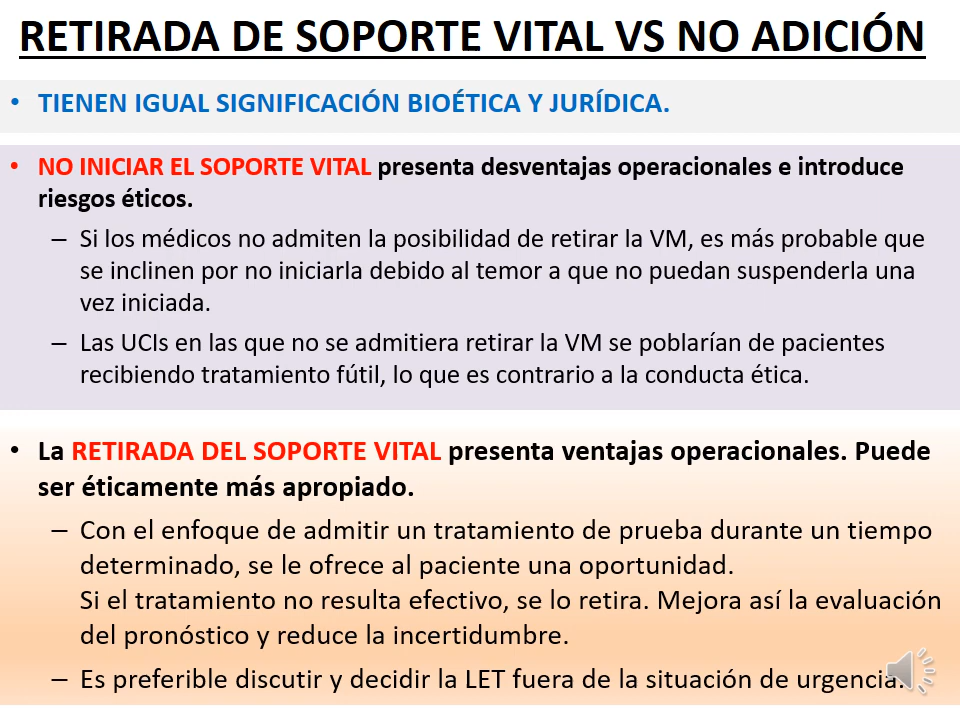 RETIRADA DE SOPORTE VITAL VS NO ADICIÓN
• TIENEN IGUAL SIGNIFICACIÓN BIOÉTICA Y JURÍDICA.
• NO INICIAR EL SOPORTE VITAL presenta desventajas operacionales e introduce
riesgos éticos.
– Si los médicos no admiten la posibilidad de retirar la VM, es más probable que
se inclinen por no iniciarla debido al temor a que no puedan suspenderla una
vez iniciada.
– Las UCIs en las que no se admitiera retirar la VM se poblarían de pacientes
recibiendo tratamiento fútil, lo que es contrario a la conducta ética.
• La RETIRADA DEL SOPORTE VITAL presenta ventajas operacionales. Puede
ser éticamente más apropiado.
– Con el enfoque de admitir un tratamiento de prueba durante un tiempo
determinado, se le ofrece al paciente una oportunidad.
Si el tratamiento no resulta efectivo, se lo retira. Mejora así la evaluación
del pronóstico y reduce la incertidumbre.
– Es preferible discutir y decidir la LET fuera de la situación de urgencia.